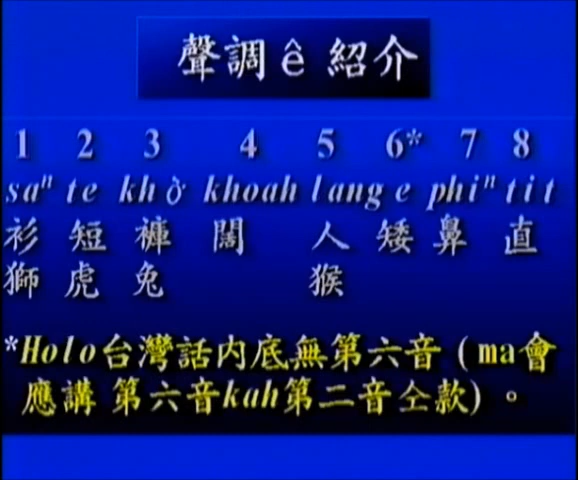 聲調 ê 紹介
1 2 3 4 5 6* 7 8
saⁿ te khò khoah lang e phiⁿ tit
衫 短 褲 闊 人 矮 鼻 直
獅 虎 兔 猴
*Holo台灣話內底無第六音 (ma會
應講 第六音kah第二音仝款) 。